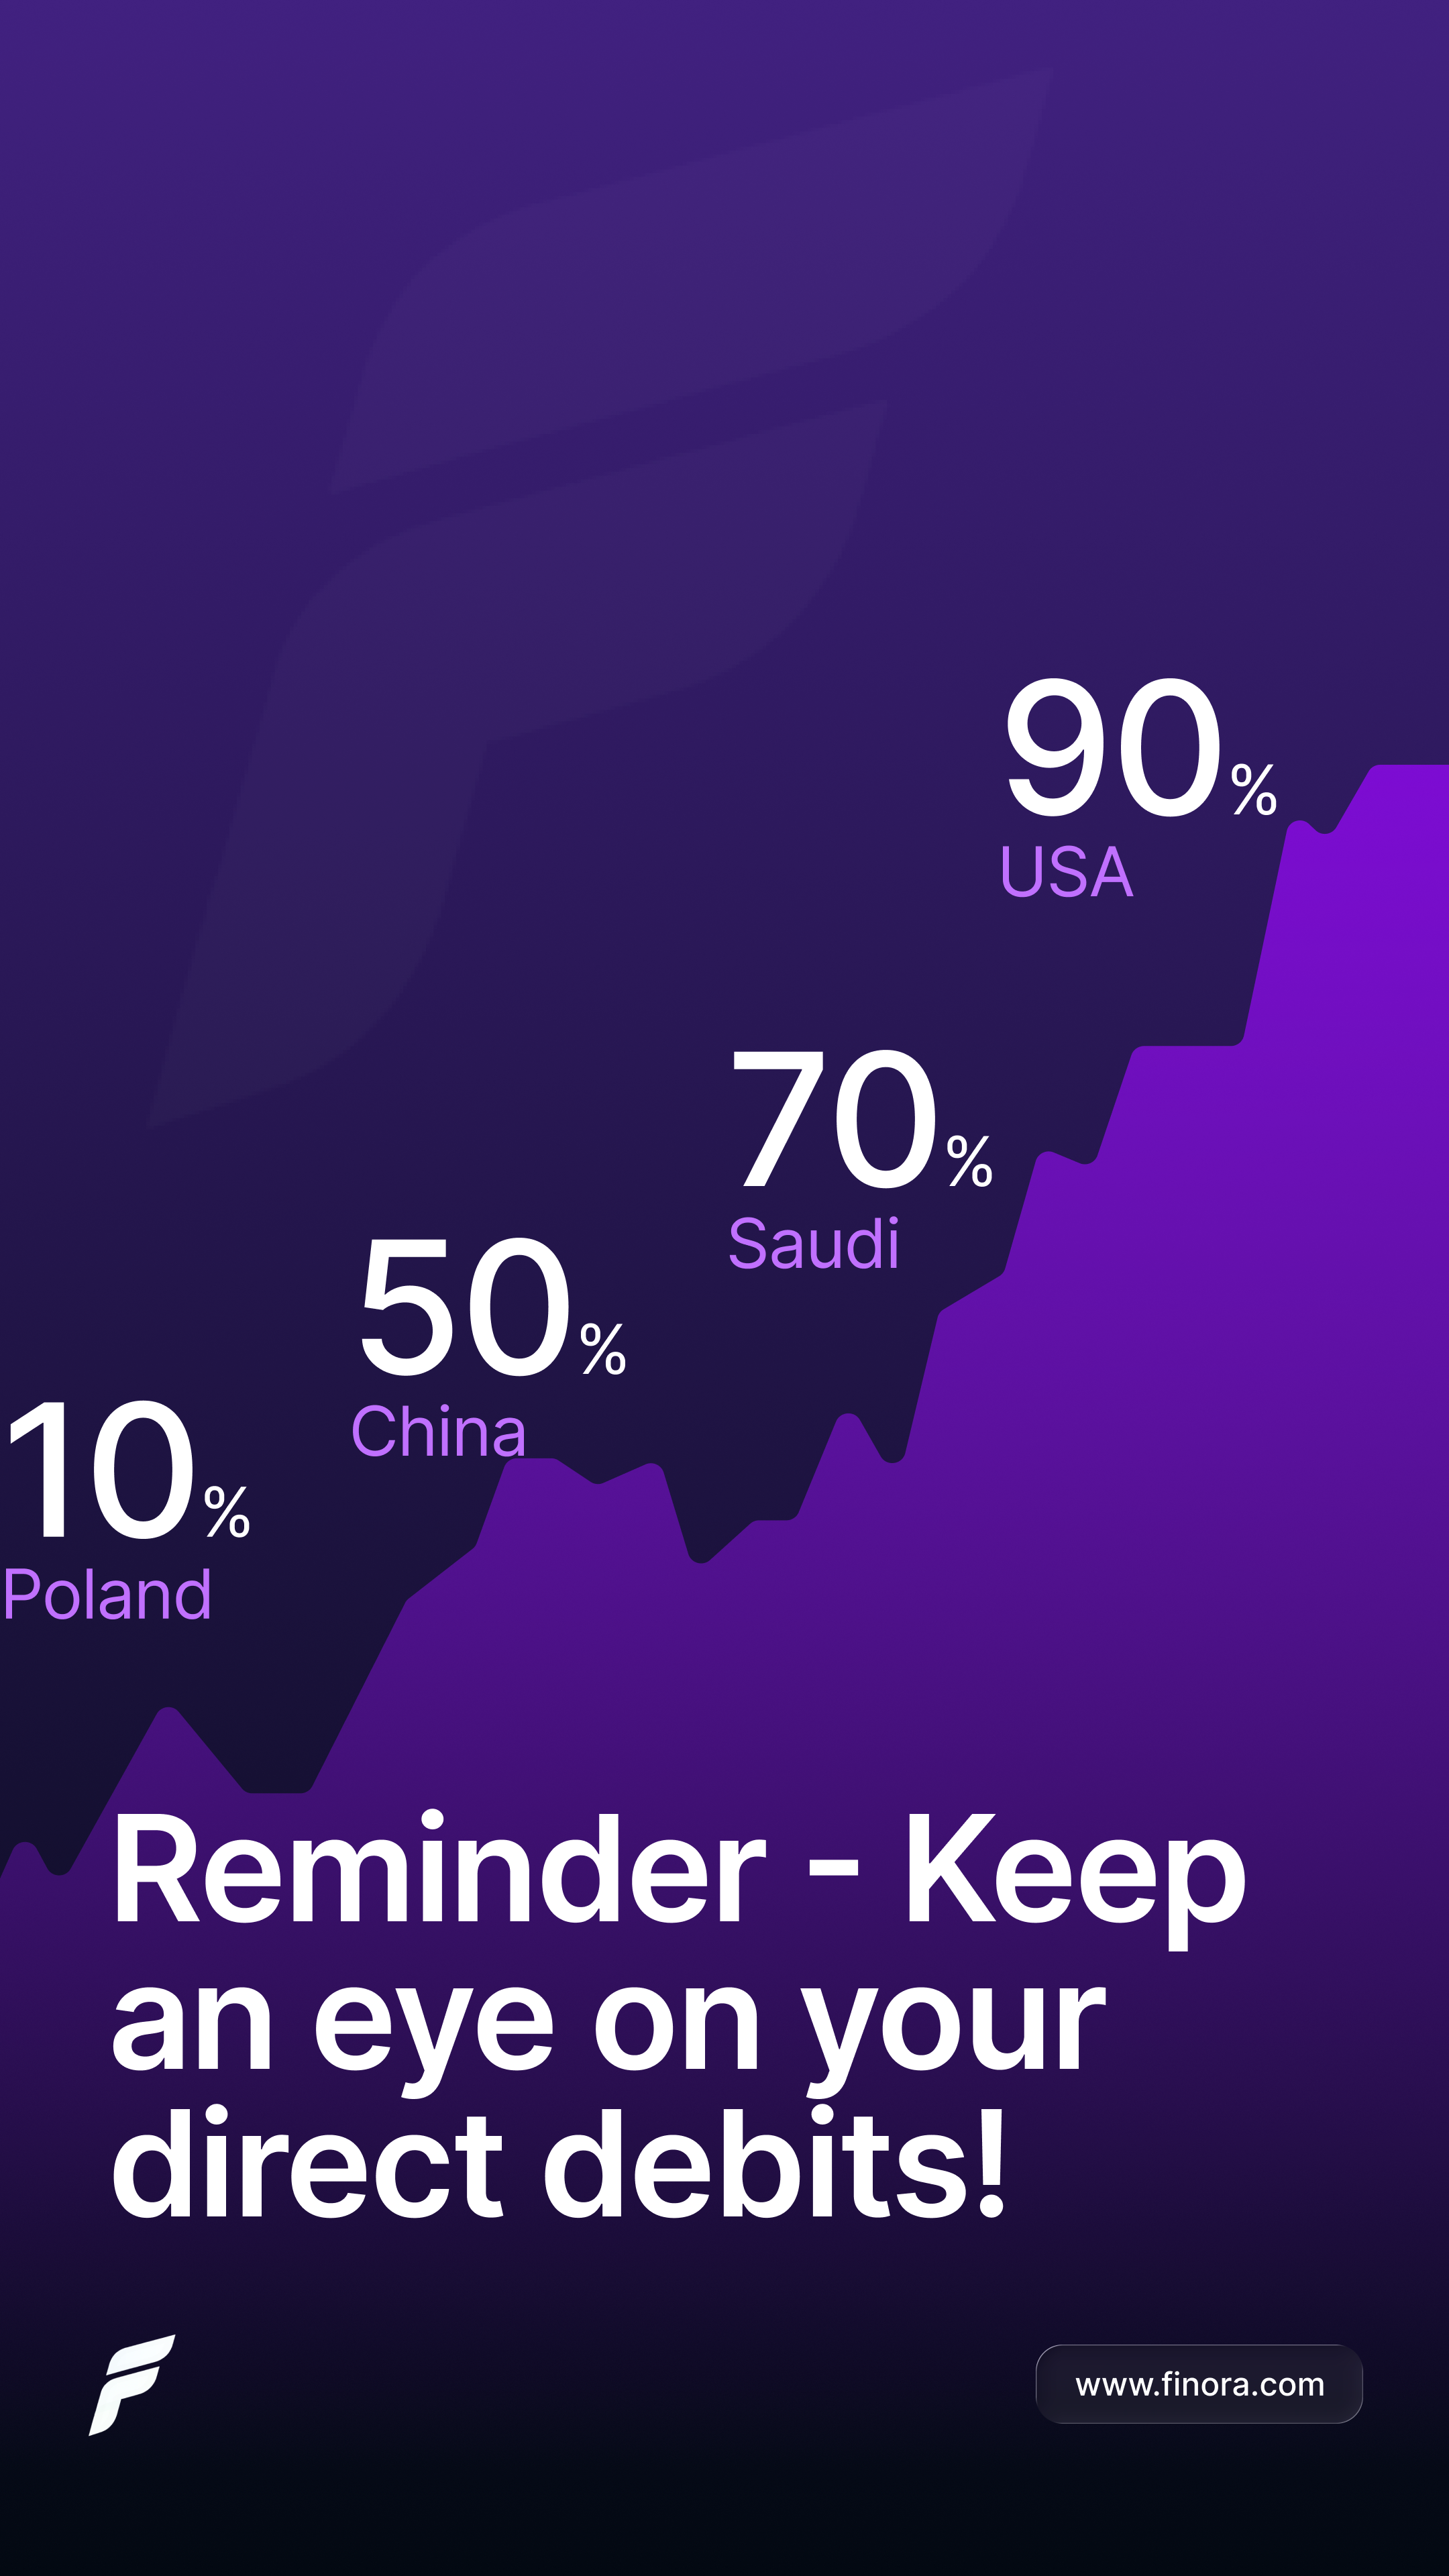 90%
USA
70%
Saudi
50%
China
10%
Poland
Reminder - Keep
an eye on your
direct debits!
www.finora.com